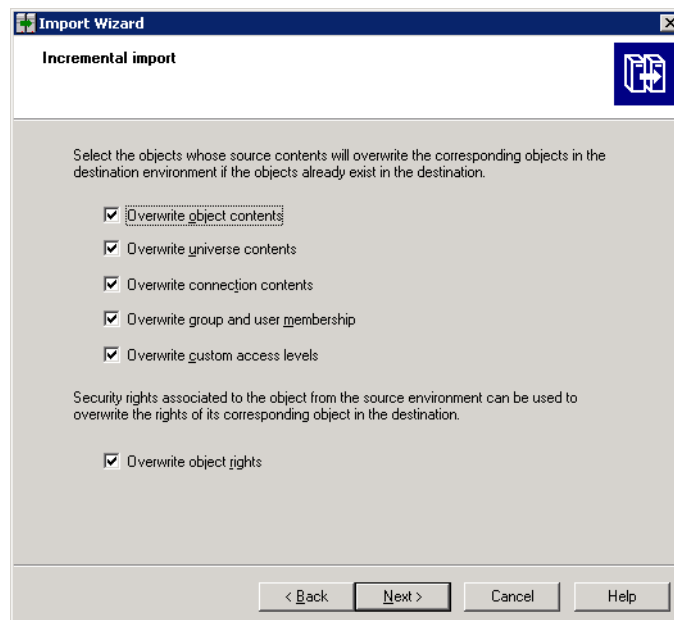 Import Wizard
Incremental import
Select the objects whose source contents will overwrite the corresponding objects in the
destination environment if the objects already exist in the destination.
Overwrite object contents
Overwrite universe contents
Overwrite connection contents
Overwrite group and user membership
Overwrite custom access levels
Security rights associated to the object from the source environment can be used to
overwrite the rights of its corresponding object in the destination.
Overwrite object rights
< Back Next > Cancel Help